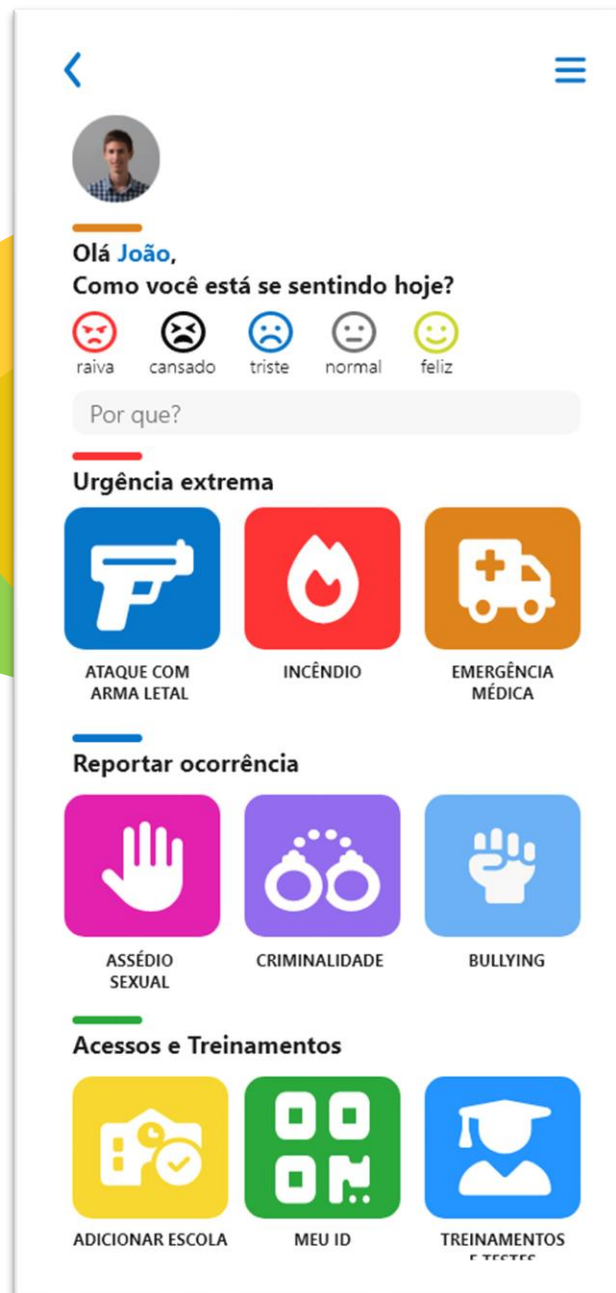 Olá João,
Como você está se sentindo hoje?
raiva cansado triste normal feliz
Por que?
Urgência extrema
ATAQUE COM
ARMA LETAL
INCÊNDIO
EMERGÊNCIA
MÉDICA
Reportar ocorrência
ASSÉDIO
SEXUAL
CRIMINALIDADE
BULLYING
Acessos e Treinamentos
ADICIONAR ESCOLA
MEU ID
TREINAMENTOS
E TESTES